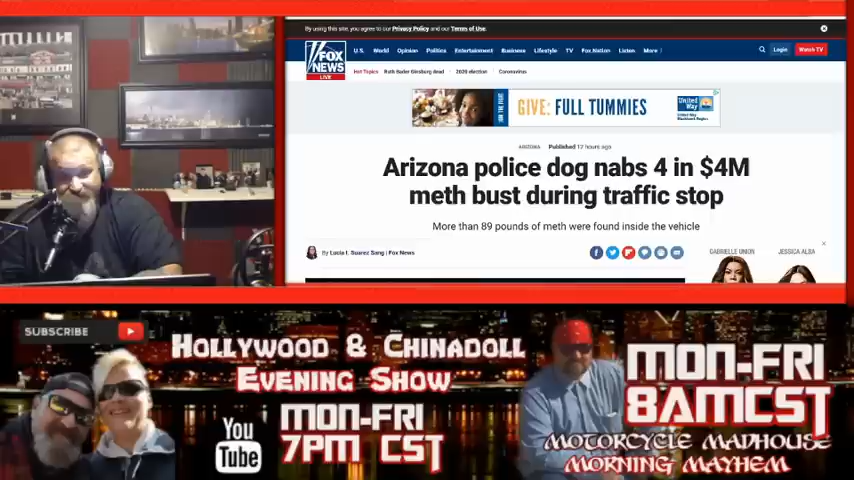 By using this site, you agree to our Privacy Policy and our Terms of Use.
FOX NEWS LIVE
U.S. World Opinion Politics Entertainment Business Lifestyle TV Fox Nation Listen More
Login
Watch TV
Hot Topics Ruth Bader Ginsburg dead 2020 election Coronavirus
GIVE: FULL TUMMIES
United Way
ARIZONA Published 12 hours ago
Arizona police dog nabs 4 in $4M
meth bust during traffic stop
More than 89 pounds of meth were found inside the vehicle
By Lucia I. Suarez Sang | Fox News
GABRIELLE UNION
JESSICA ALBA
SUBSCRIBE
HOLLYWOOD & CHINADOLL
EVENING SHOW
You Tube
MON-FRI
7PM CST
MON-FRI
8AMCST
MOTORCYCLE MADHOUSE
MORNING MAYHEM